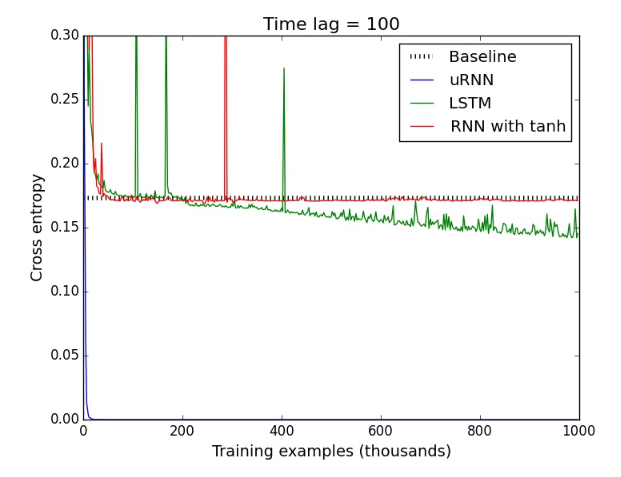 Time lag = 100
0.30
0.25
0.20
0.15
0.10
0.05
0.00
Cross entropy
Baseline
uRNN
LSTM
RNN with tanh
0 200 400 600 800 1000
Training examples (thousands)